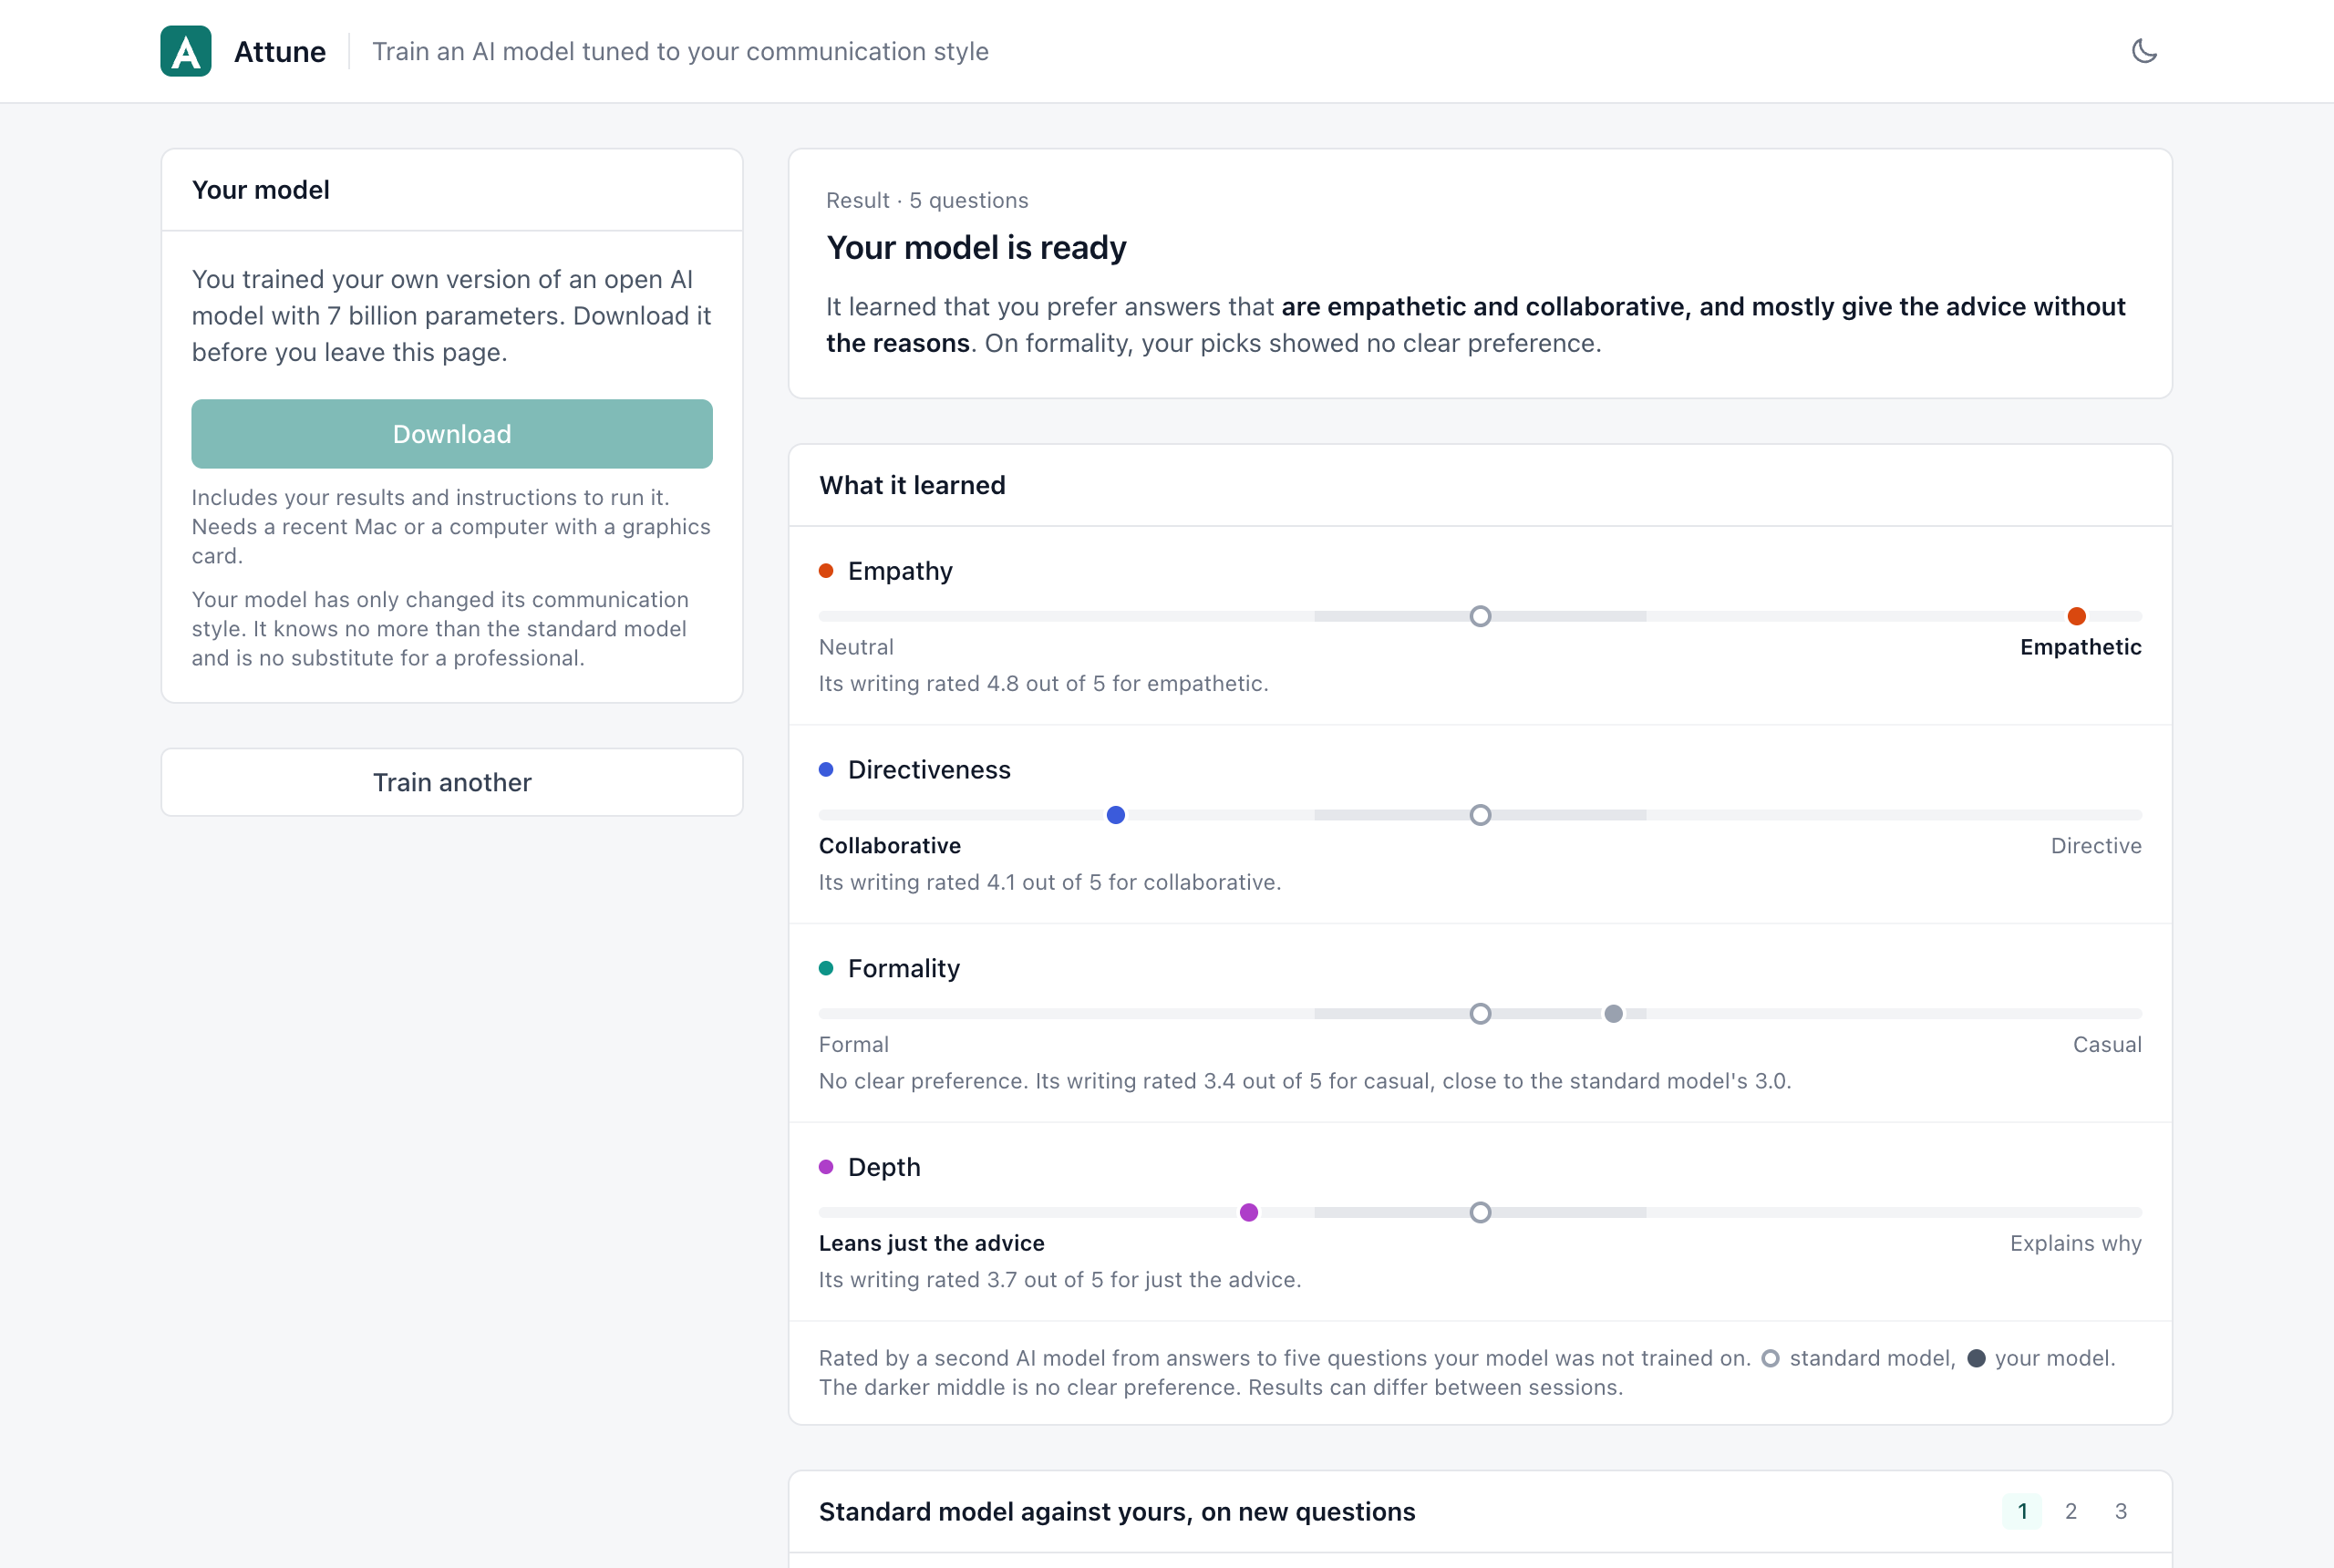 A
Attune
Train an AI model tuned to your communication style
Your model
You trained your own version of an open AI
model with 7 billion parameters. Download it
before you leave this page.
Download
Includes your results and instructions to run it.
Needs a recent Mac or a computer with a graphics
card.
Your model has only changed its communication
style. It knows no more than the standard model
and is no substitute for a professional.
Train another
Result · 5 questions
Your model is ready
It learned that you prefer answers that are empathetic and collaborative, and mostly give the advice without
the reasons. On formality, your picks showed no clear preference.
What it learned
Empathy
Neutral
Empathetic
Its writing rated 4.8 out of 5 for empathetic.
Directiveness
Collaborative
Directive
Its writing rated 4.1 out of 5 for collaborative.
Formality
Formal
Casual
No clear preference. Its writing rated 3.4 out of 5 for casual, close to the standard model's 3.0.
Depth
Leans just the advice
Explains why
Its writing rated 3.7 out of 5 for just the advice.
Rated by a second AI model from answers to five questions your model was not trained on. standard model, your model.
The darker middle is no clear preference. Results can differ between sessions.
Standard model against yours, on new questions
1 2 3